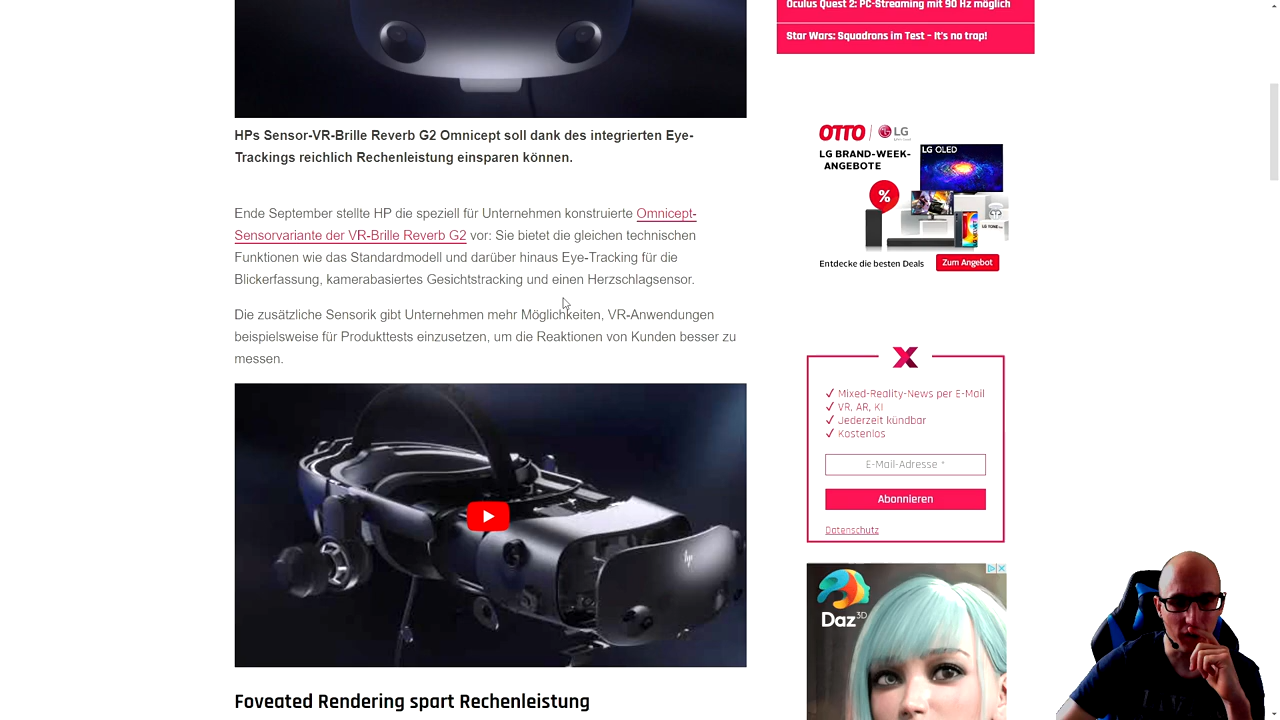 Oculus Quest 2: PC-Streaming mit 90 Hz möglich
Star Wars: Squadrons im Test – It's no trap!
HPs Sensor-VR-Brille Reverb G2 Omnicept soll dank des integrierten Eye-
Trackings reichlich Rechenleistung einsparen können.
Ende September stellte HP die speziell für Unternehmen konstruierte Omnicept-
Sensorvariante der VR-Brille Reverb G2 vor: Sie bietet die gleichen technischen
Funktionen wie das Standardmodell und darüber hinaus Eye-Tracking für die
Blickerfassung, kamerabasiertes Gesichtstracking und einen Herzschlagsensor.
Die zusätzliche Sensorik gibt Unternehmen mehr Möglichkeiten, VR-Anwendungen
beispielsweise für Produkttests einzusetzen, um die Reaktionen von Kunden besser zu
messen.
hp
Foveated Rendering spart Rechenleistung
OTTO LG
LG BRAND-WEEK-
ANGEBOTE
LG OLED
%
LG TONE
Entdecke die besten Deals
Zum Angebot
X
✓ Mixed-Reality-News per E-Mail
✓ VR, AR, KI
✓ Jederzeit kündbar
✓ Kostenlos
E-Mail-Adresse *
Abonnieren
Datenschutz
Daz 3D